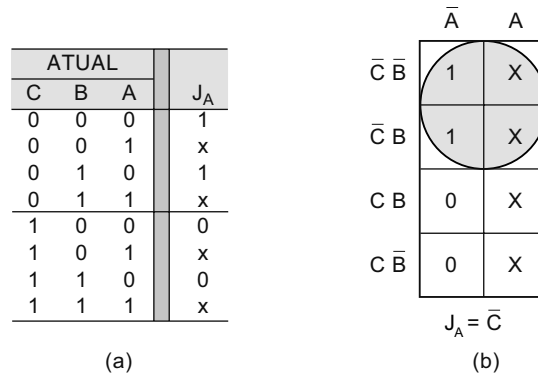 ATUAL
C B A J_A
0 0 0 1
0 0 1 x
0 1 0 1
0 1 1 x
1 0 0 0
1 0 1 x
1 1 0 0
1 1 1 x
(a)
A̅ A
C̅ B̅ 1 X
C̅ B 1 X
C B 0 X
C B̅ 0 X
J_A = C̅
(b)